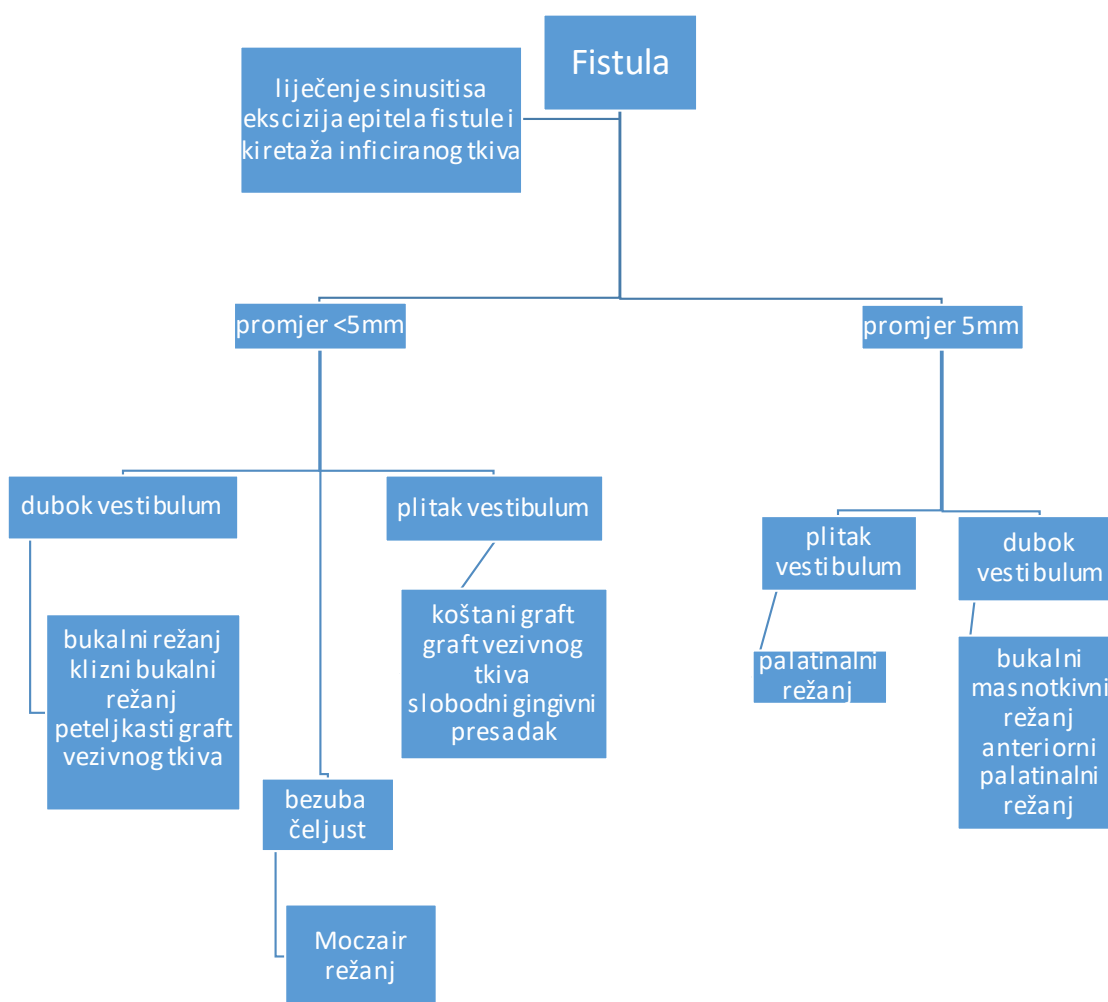 Fistula
liječenje sinusitisa
ekscizija epitela fistule i
kiretaža inficiranog tkiva
promjer <5mm
promjer 5mm
dubok vestibulum
plitak vestibulum
plitak
vestibulum
dubok
vestibulum
bukalni režanj
klizni bukalni
režanj
peteljkasti graft
vezivnog tkiva
koštani graft
graft vezivnog
tkiva
slobodni gingivni
presadak
palatinalni
režanj
bukalni
masnotkivni
režanj
anteriorni
palatinalni
režanj
bezuba
čeljust
Moczair
režanj